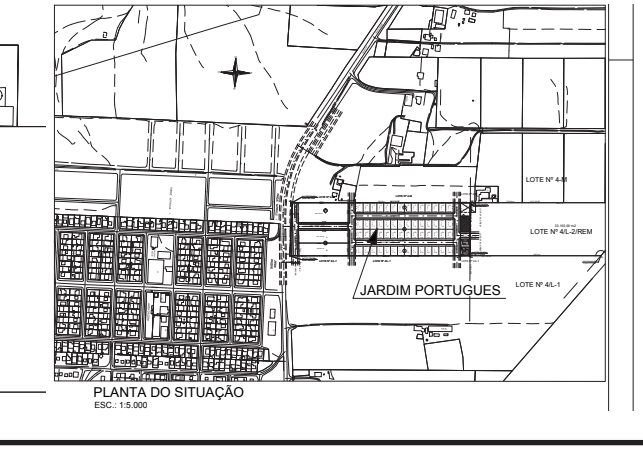 LOTE Nº 4-M
LOTE Nº 4/L-2/REM
JARDIM PORTUGUES
LOTE Nº 4/L-1
PLANTA DO SITUAÇÃO
ESC.: 1:5.000